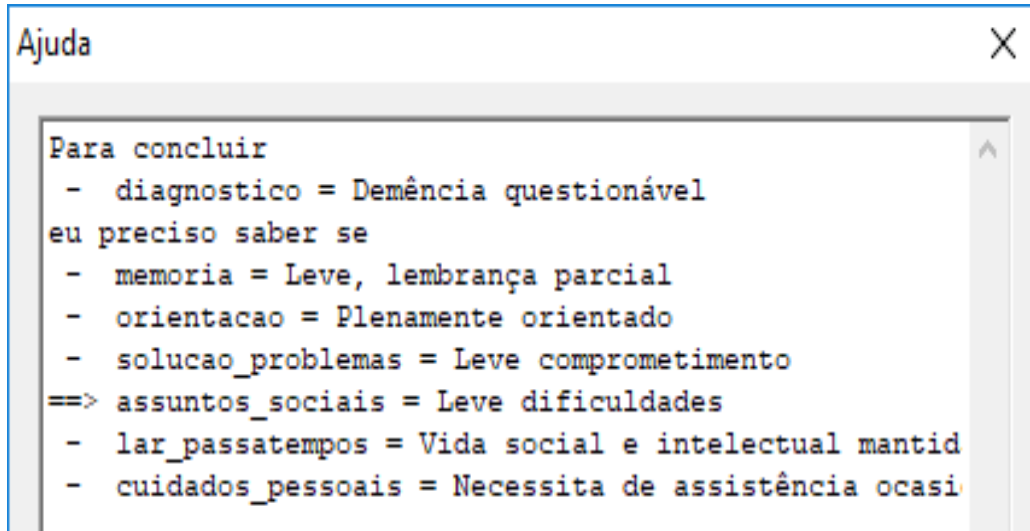 Ajuda
Para concluir
- diagnostico = Demência questionável
eu preciso saber se
- memoria = Leve, lembrança parcial
- orientacao = Plenamente orientado
- solucao_problemas = Leve comprometimento
==> assuntos_sociais = Leve dificuldades
- lar_passatempos = Vida social e intelectual mantid
- cuidados_pessoais = Necessita de assistência ocasi